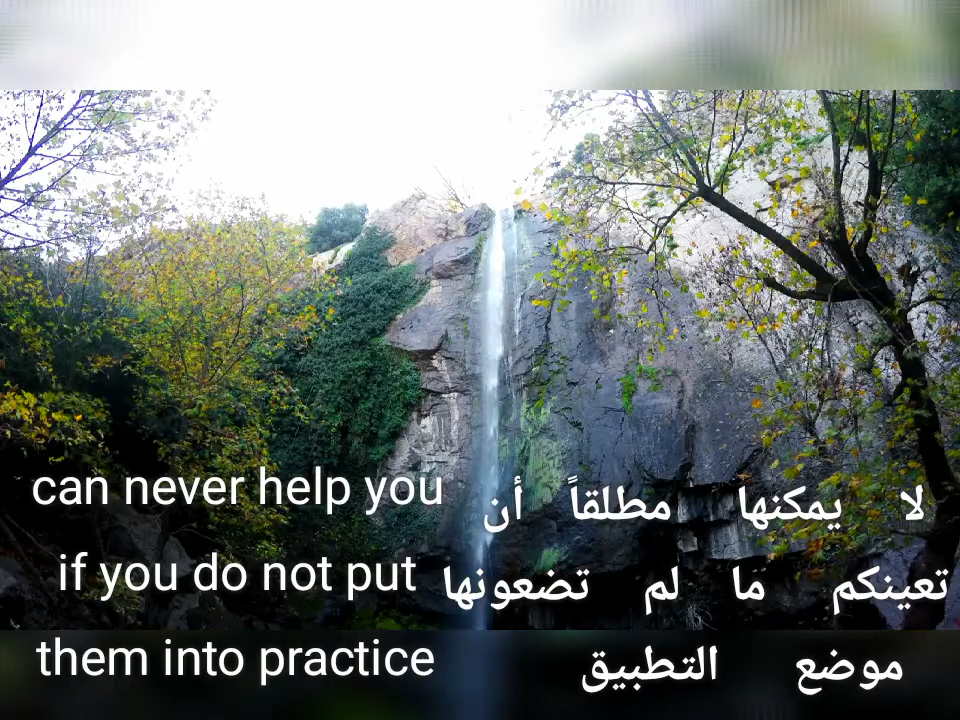 can never help you
if you do not put
them into practice
لا يمكنها مطلقاً أن
تعينكم ما لم تضعونها
موضع التطبيق